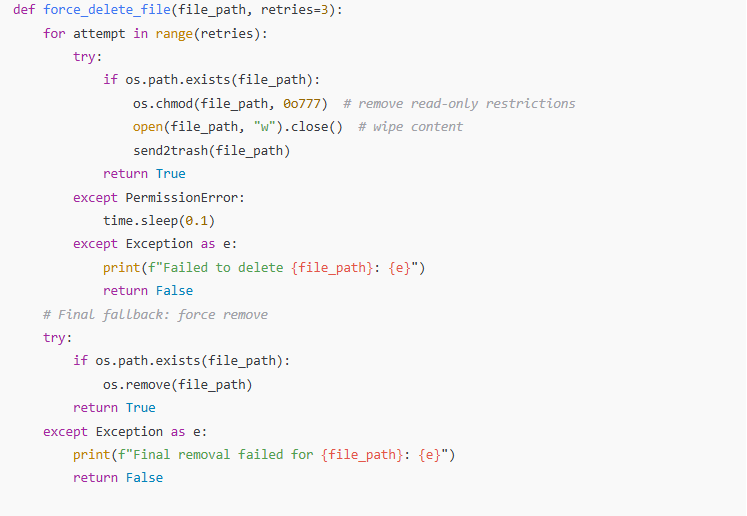 def force_delete_file(file_path, retries=3):
    for attempt in range(retries):
        try:
            if os.path.exists(file_path):
                os.chmod(file_path, 0o777)  # remove read-only restrictions
                open(file_path, "w").close()  # wipe content
                send2trash(file_path)
            return True
        except PermissionError:
            time.sleep(0.1)
        except Exception as e:
            print(f"Failed to delete {file_path}: {e}")
            return False
    # Final fallback: force remove
    try:
        if os.path.exists(file_path):
            os.remove(file_path)
        return True
    except Exception as e:
        print(f"Final removal failed for {file_path}: {e}")
        return False